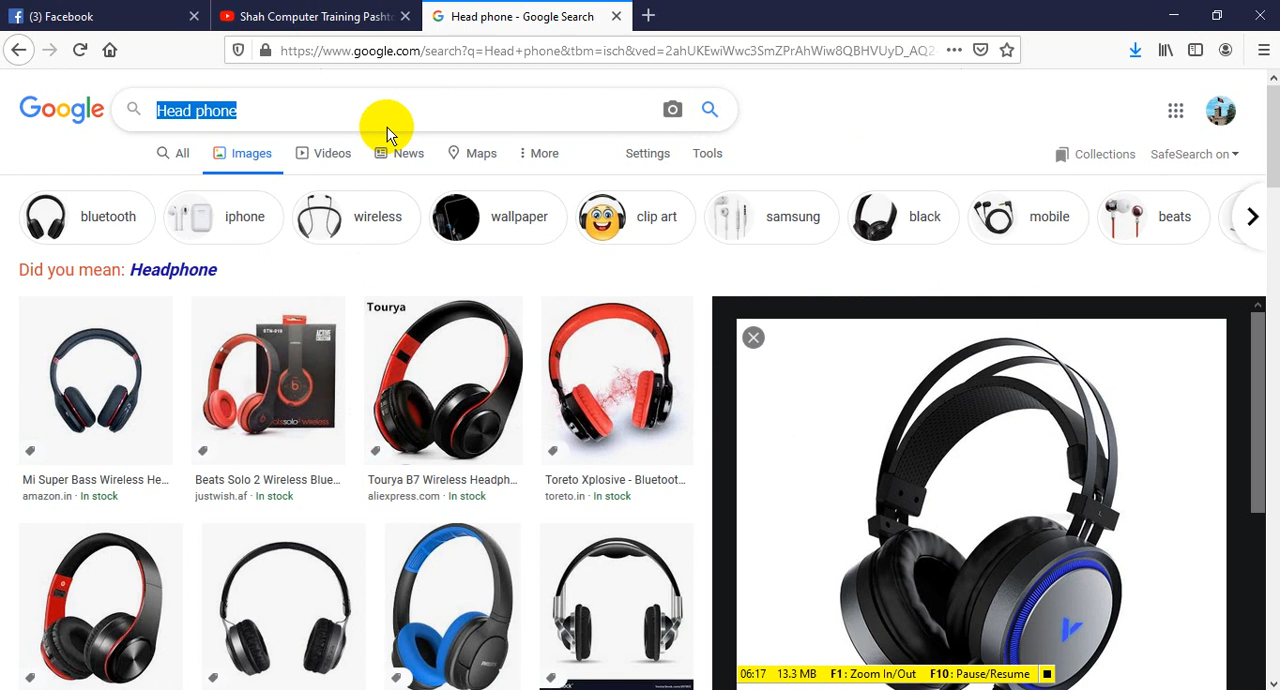 (3) Facebook
Shah Computer Training Pashto
Head phone - Google Search
https://www.google.com/search?q=Head+phone&tbm=isch&ved=2ahUKEwiWwc3SmZPrAhWiw8QBHVUyD_AQ2-
Google
Head phone
All
Images
Videos
News
Maps
More
Settings
Tools
Collections
SafeSearch on
bluetooth
iphone
wireless
wallpaper
clip art
samsung
black
mobile
beats
Did you mean: Headphone
Tourya
Mi Super Bass Wireless He...
amazon.in · In stock
Beats Solo 2 Wireless Blue...
justwish.af · In stock
Tourya B7 Wireless Headph...
aliexpress.com · In stock
Toreto Xplosive - Bluetoot...
toreto.in · In stock
PHILIPS
06:17 13.3 MB F1: Zoom In/Out F10: Pause/Resume